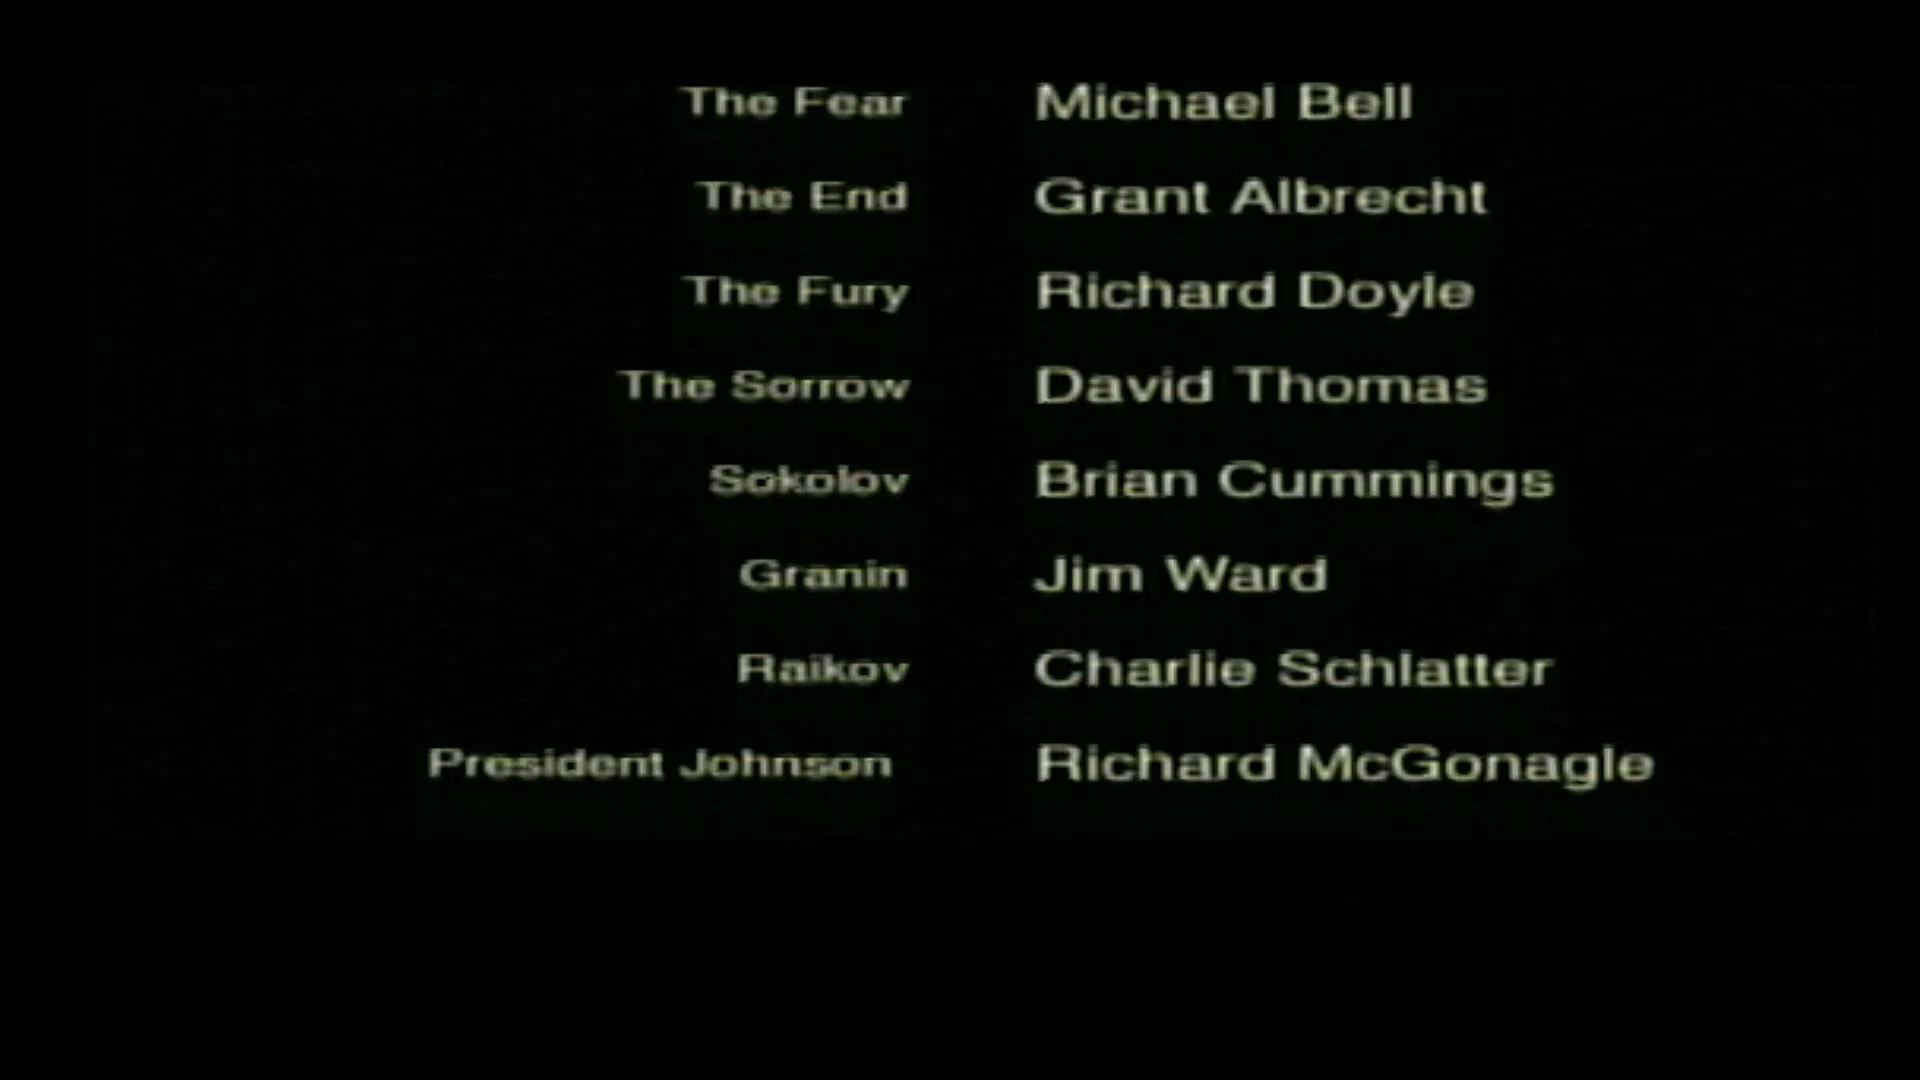 The Fear Michael Bell
The End Grant Albrecht
The Fury Richard Doyle
The Sorrow David Thomas
Sokolov Brian Cummings
Granin Jim Ward
Raikov Charlie Schlatter
President Johnson Richard McGonagle